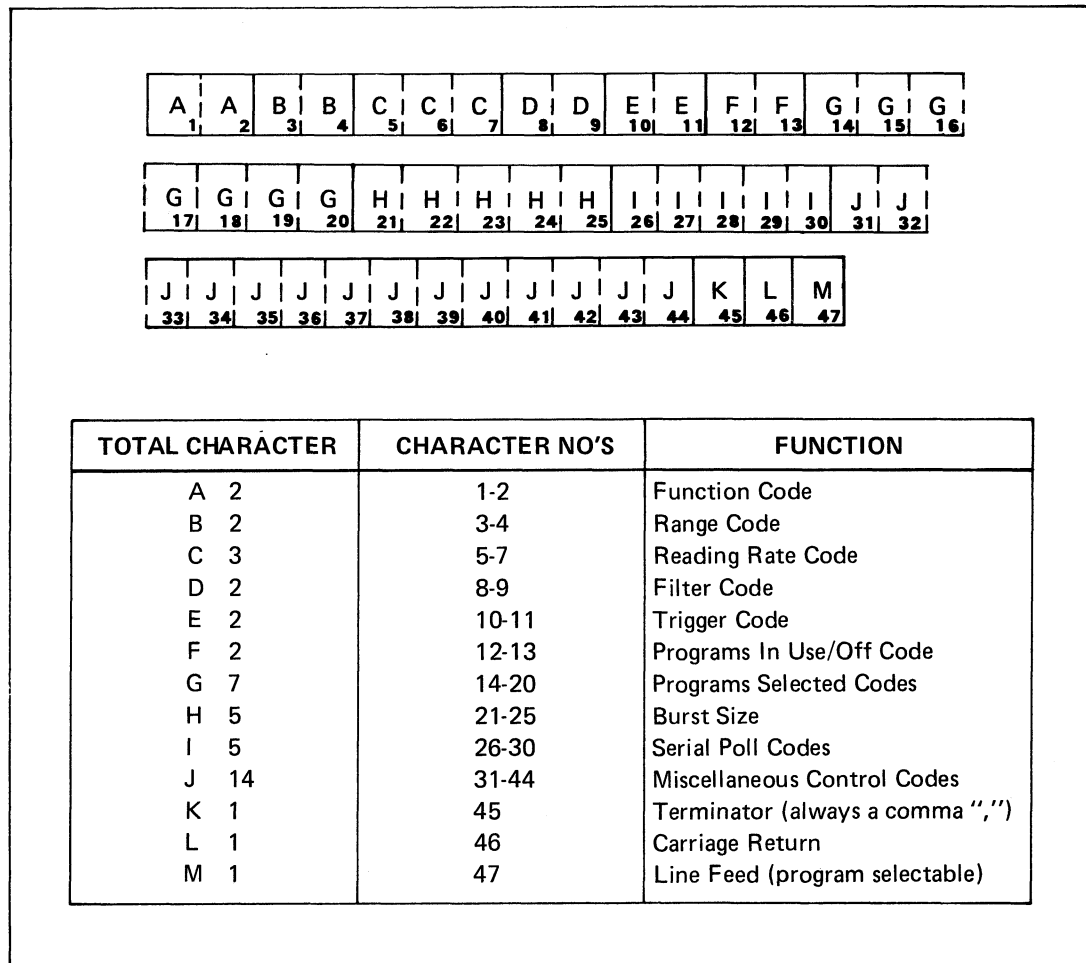 A A B B C C C D D E E F F G G G
1 2 3 4 5 6 7 8 9 10 11 12 13 14 15 16
G G G G H H H H H I I I I I J J
17 18 19 20 21 22 23 24 25 26 27 28 29 30 31 32
J J J J J J J J J J J J K L M
33 34 35 36 37 38 39 40 41 42 43 44 45 46 47
TOTAL CHARACTER CHARACTER NO'S FUNCTION
A 2 1-2 Function Code
B 2 3-4 Range Code
C 3 5-7 Reading Rate Code
D 2 8-9 Filter Code
E 2 10-11 Trigger Code
F 2 12-13 Programs In Use/Off Code
G 7 14-20 Programs Selected Codes
H 5 21-25 Burst Size
I 5 26-30 Serial Poll Codes
J 14 31-44 Miscellaneous Control Codes
K 1 45 Terminator (always a comma ",")
L 1 46 Carriage Return
M 1 47 Line Feed (program selectable)